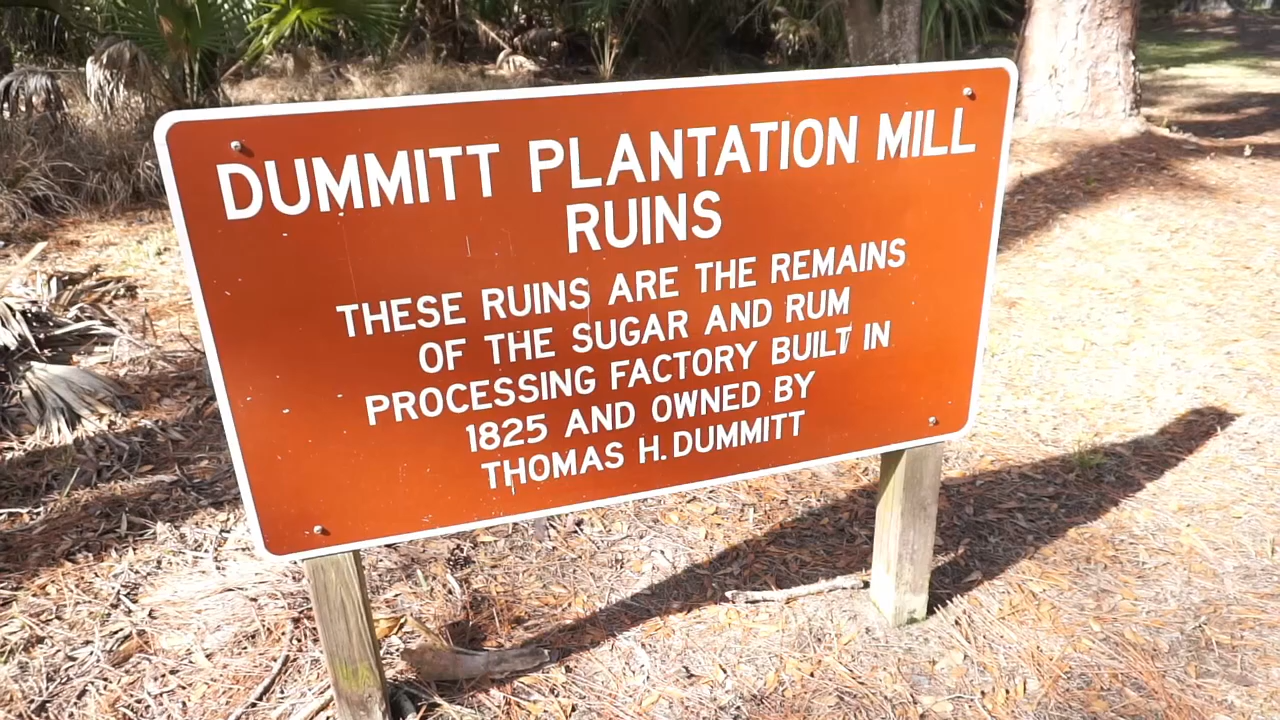 DUMMITT PLANTATION MILL
RUINS
THESE RUINS ARE THE REMAINS
OF THE SUGAR AND RUM
PROCESSING FACTORY BUILT IN
1825 AND OWNED BY
THOMAS H. DUMMITT